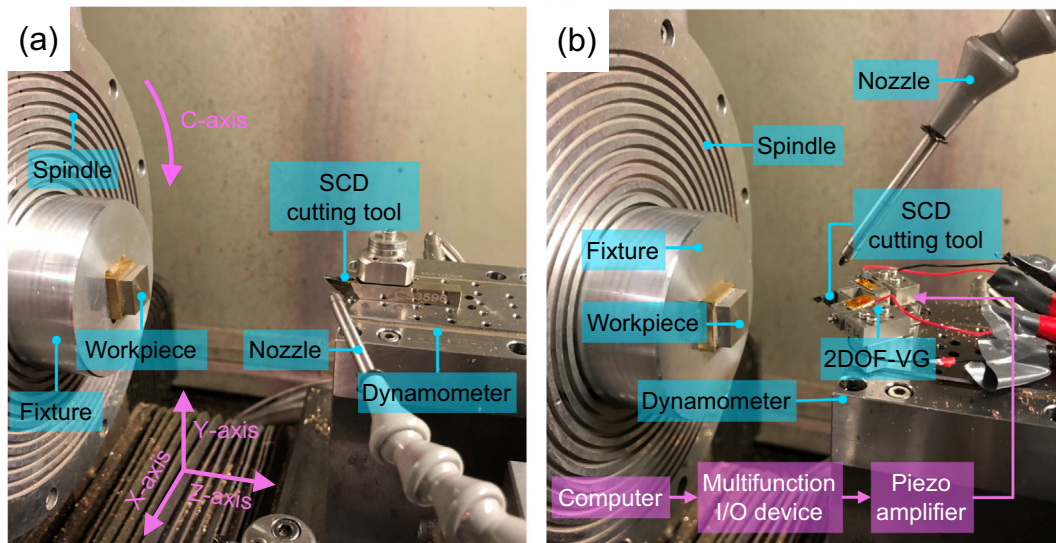 (a)
C-axis
Spindle
SCD
cutting tool
Workpiece
Nozzle
Dynamometer
Fixture
Y-axis
X-axis
Z-axis
(b)
Nozzle
Spindle
SCD
cutting tool
Fixture
Workpiece
2DOF-VG
Dynamometer
Computer
Multifunction
I/O device
Piezo
amplifier